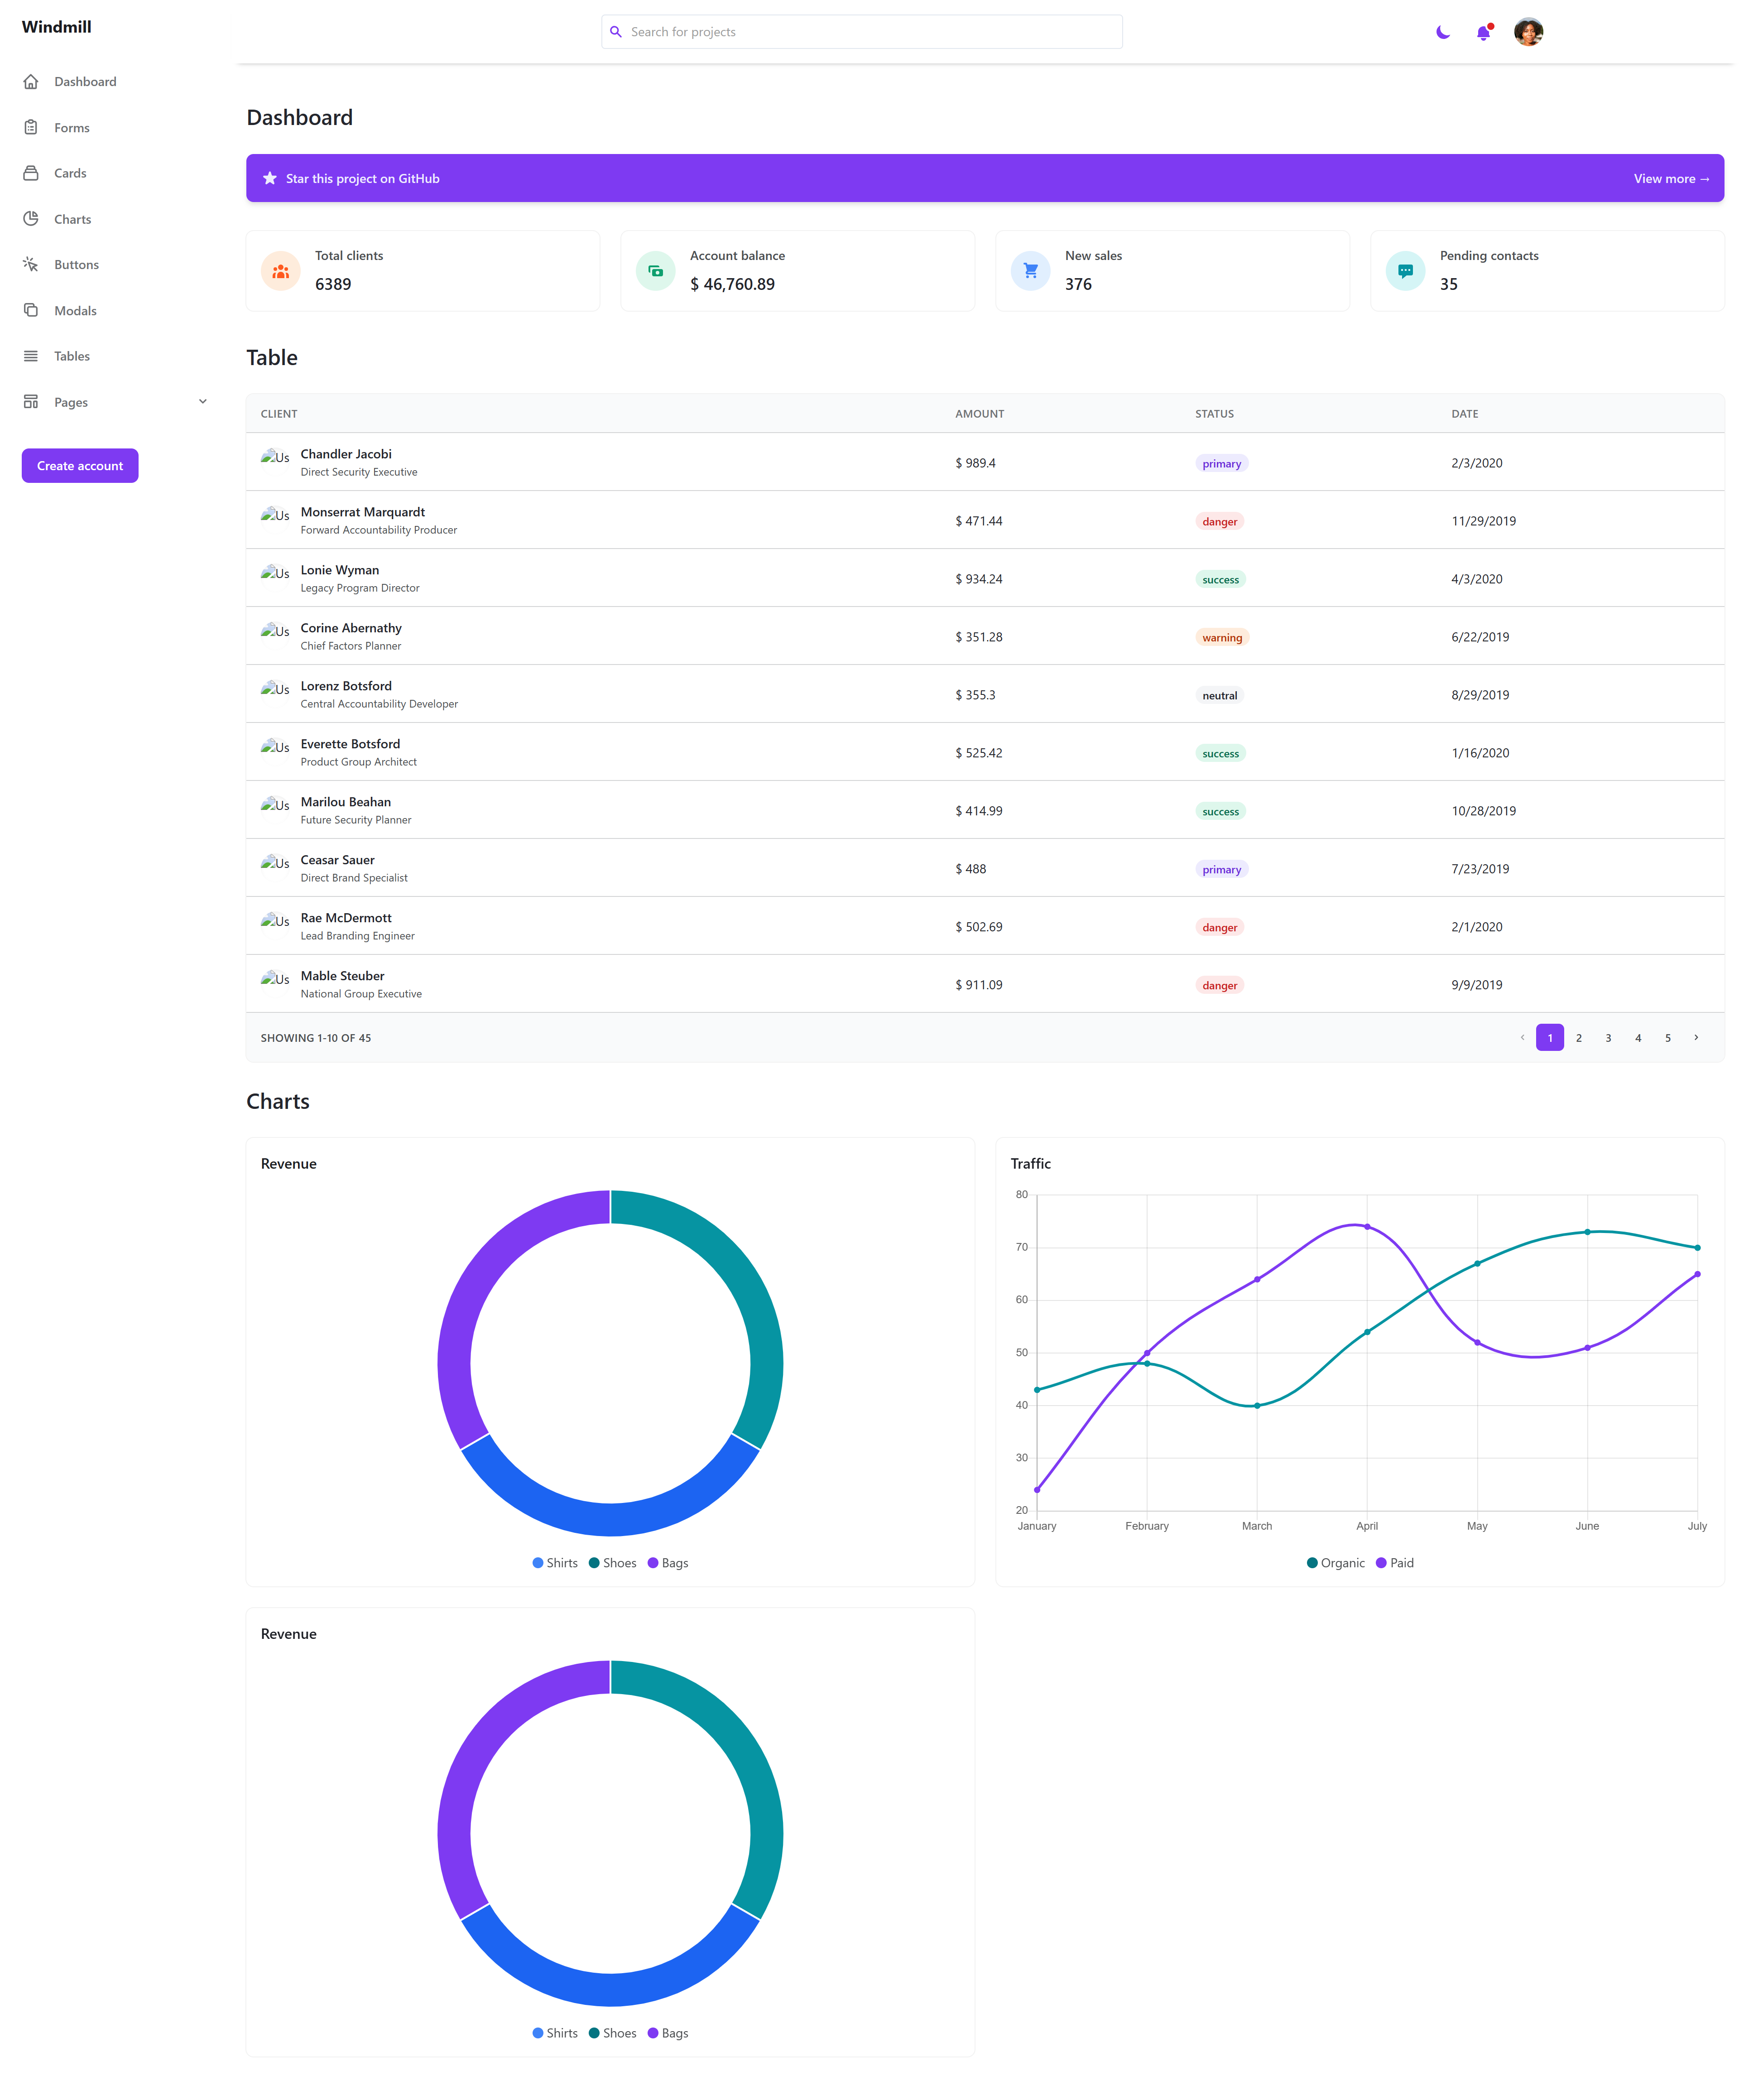 Windmill
Search for projects
Dashboard
Forms
Cards
Charts
Buttons
Modals
Tables
Pages
Create account
Dashboard
Star this project on GitHub
View more →
Total clients
6389
Account balance
$ 46,760.89
New sales
376
Pending contacts
35
Table
CLIENT AMOUNT STATUS DATE
Us Chandler Jacobi
Direct Security Executive
$ 989.4 primary 2/3/2020
Us Monserrat Marquardt
Forward Accountability Producer
$ 471.44 danger 11/29/2019
Us Lonie Wyman
Legacy Program Director
$ 934.24 success 4/3/2020
Us Corine Abernathy
Chief Factors Planner
$ 351.28 warning 6/22/2019
Us Lorenz Botsford
Central Accountability Developer
$ 355.3 neutral 8/29/2019
Us Everette Botsford
Product Group Architect
$ 525.42 success 1/16/2020
Us Marilou Beahan
Future Security Planner
$ 414.99 success 10/28/2019
Us Ceasar Sauer
Direct Brand Specialist
$ 488 primary 7/23/2019
Us Rae McDermott
Lead Branding Engineer
$ 502.69 danger 2/1/2020
Us Mable Steuber
National Group Executive
$ 911.09 danger 9/9/2019
SHOWING 1-10 OF 45
1 2 3 4 5
Charts
Revenue
Shirts Shoes Bags
Traffic
80
70
60
50
40
30
20
January February March April May June July
Organic Paid
Revenue
Shirts Shoes Bags